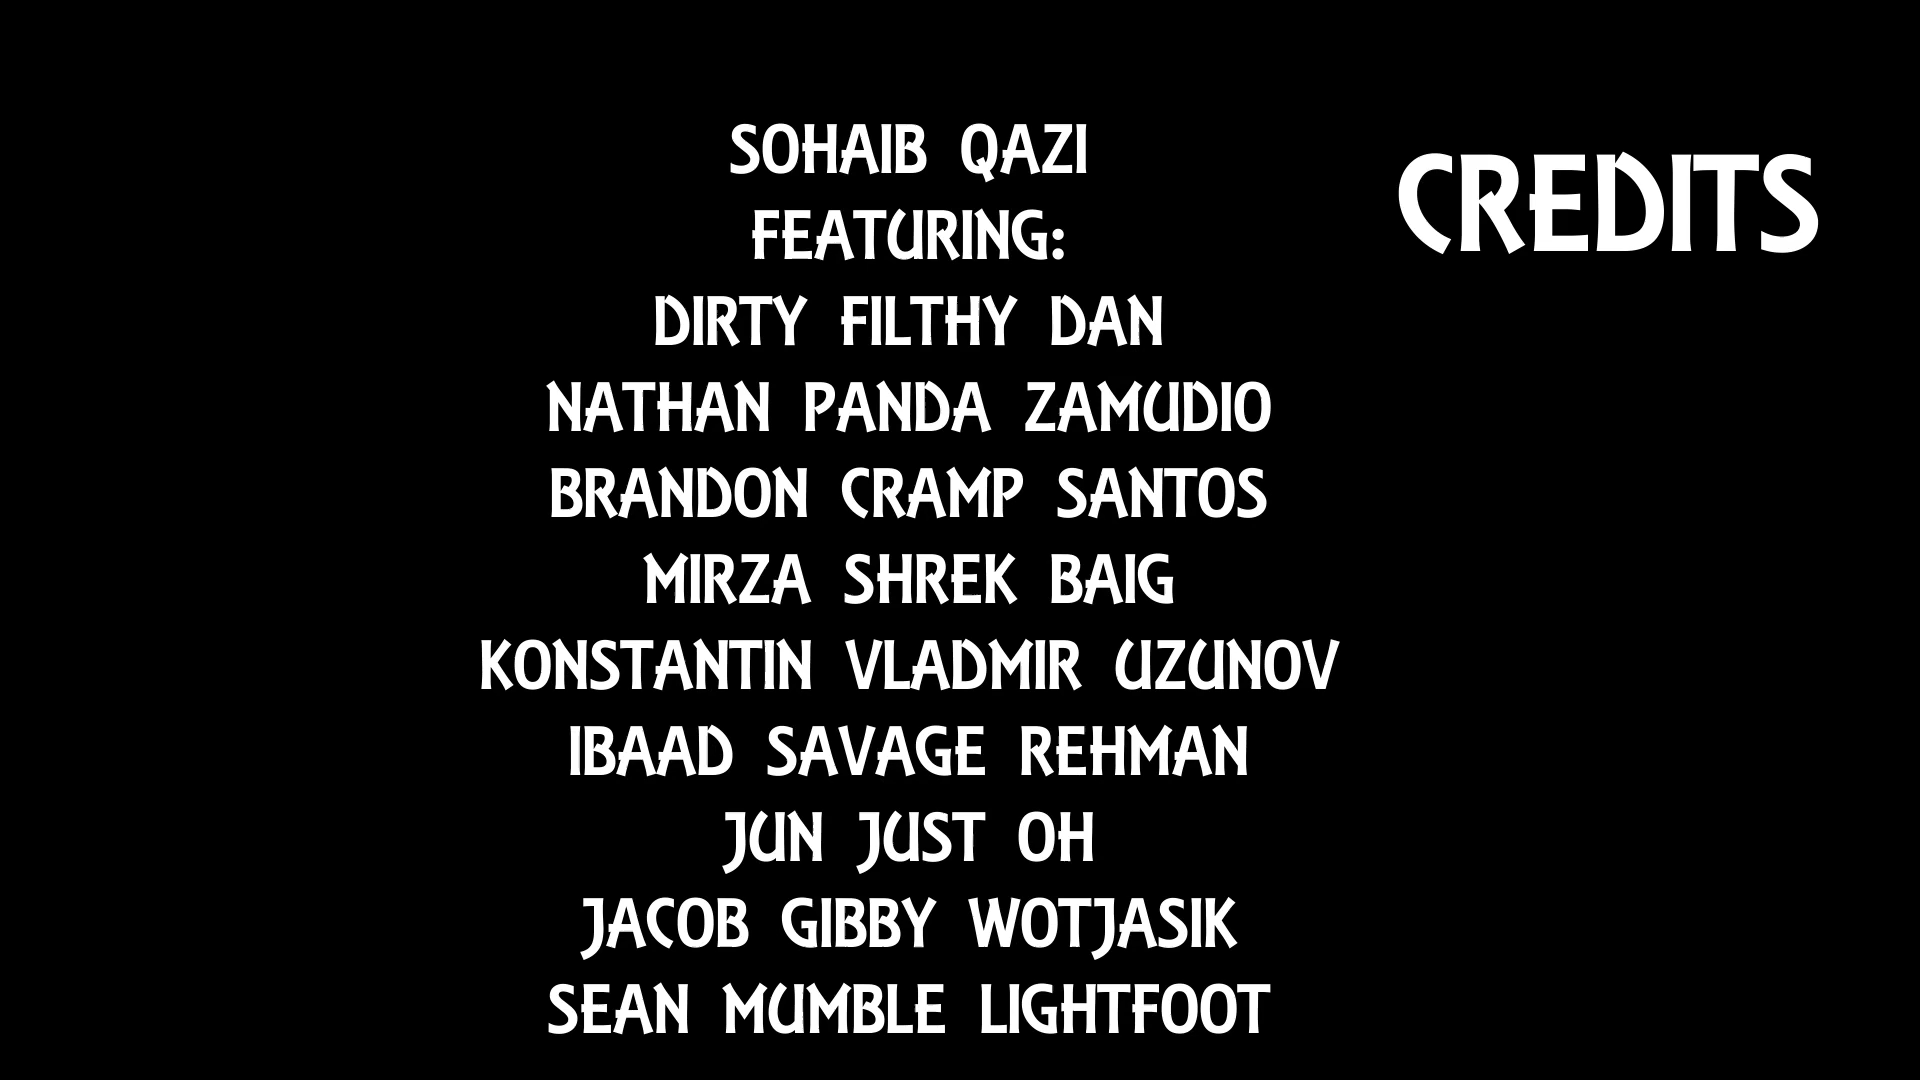 CREDITS
SOHAIB QAZI
FEATURING:
DIRTY FILTHY DAN
NATHAN PANDA ZAMUDIO
BRANDON CRAMP SANTOS
MIRZA SHREK BAIG
KONSTANTIN VLADMIR UZUNOV
IBAAD SAVAGE REHMAN
JUN JUST OH
JACOB GIBBY WOTJASIK
SEAN MUMBLE LIGHTFOOT